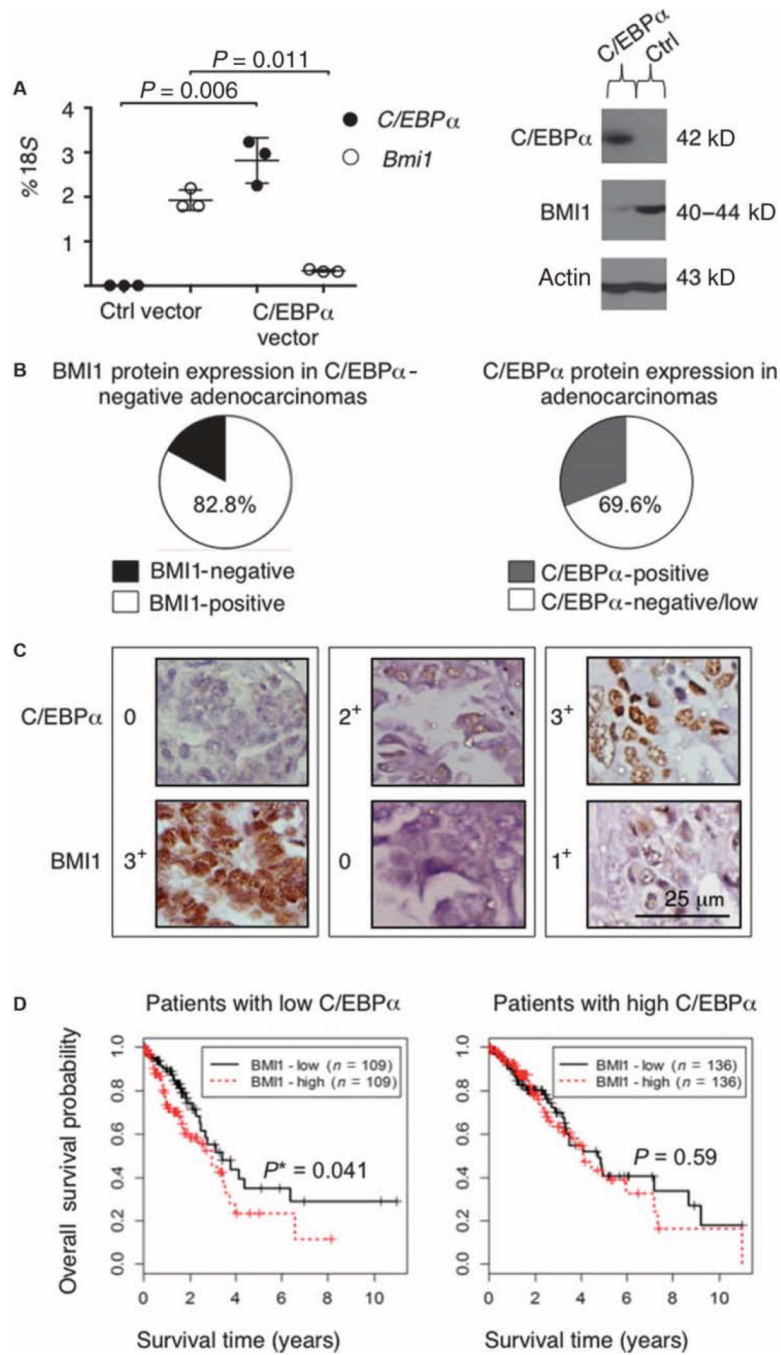 A
P = 0.011
P = 0.006
%18S
4
3
2
1
C/EBPα
Bmi1
Ctrl vector
C/EBPα
vector
C/EBPα
Ctrl
C/EBPα
42 kD
BMI1
40–44 kD
Actin
43 kD
B
BMI1 protein expression in C/EBPα-
negative adenocarcinomas
82.8%
BMI1-negative
BMI1-positive
C/EBPα protein expression in
adenocarcinomas
69.6%
C/EBPα-positive
C/EBPα-negative/low
C
C/EBPα
0
2+
3+
BMI1
3+
0
1+
25 μm
D
Patients with low C/EBPα
Overall survival probability
1.0
0.8
0.6
0.4
0.2
0.0
BMI1 - low (n = 109)
BMI1 - high (n = 109)
P* = 0.041
0 2 4 6 8 10
Survival time (years)
Patients with high C/EBPα
1.0
0.8
0.6
0.4
0.2
0.0
BMI1 - low (n = 136)
BMI1 - high (n = 136)
P = 0.59
0 2 4 6 8 10
Survival time (years)